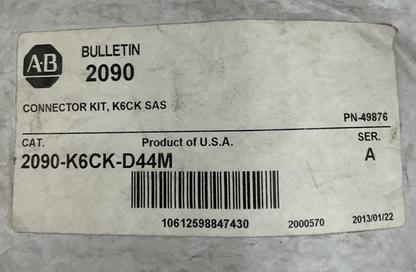 A-B
BULLETIN
2090
CONNECTOR KIT, K6CK SAS
PN-49876
CAT. Product of U.S.A. SER.
2090-K6CK-D44M A
10612598847430 2000570 2013/01/22